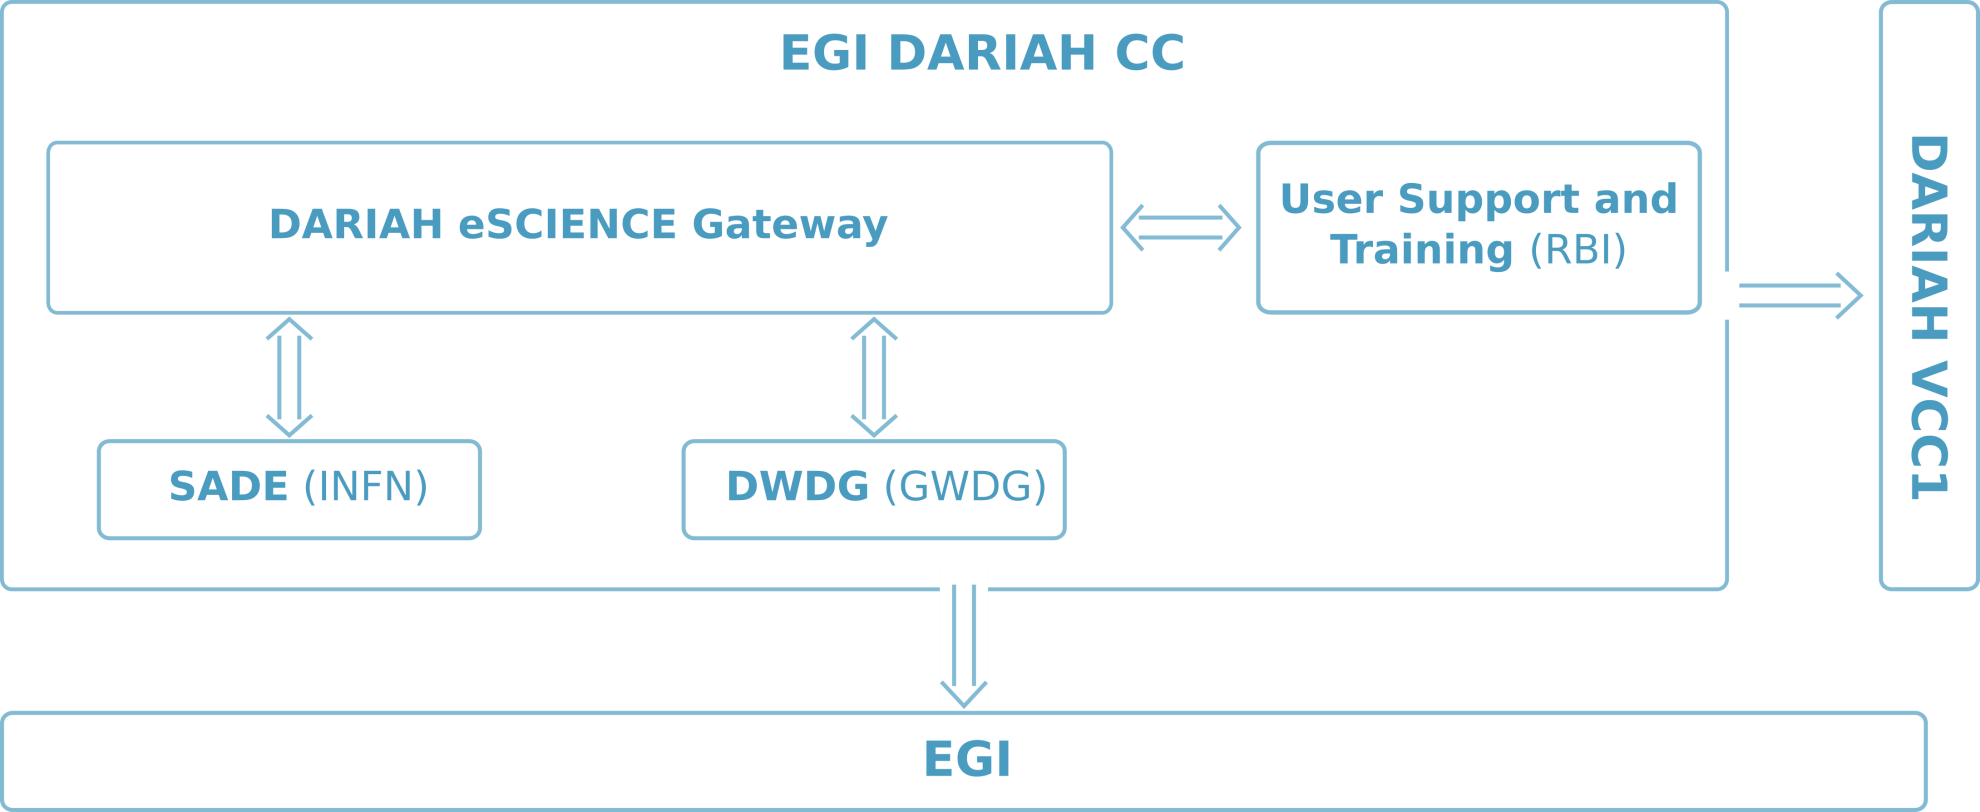 EGI DARIAH CC
DARIAH eSCIENCE Gateway
User Support and
Training (RBI)
DARIAH VCC1
SADE (INFN)
DWDG (GWDG)
EGI